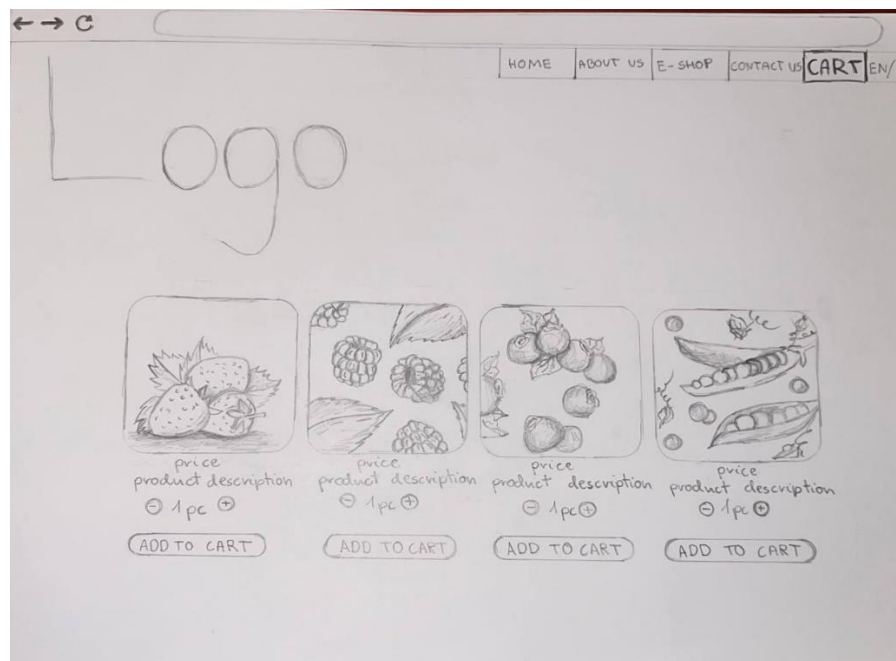 HOME ABOUT US E-SHOP CONTACT US CART EN/
Logo
price price price price
product description product description product description product description
⊖ 1pc ⊕ ⊖ 1pc ⊕ ⊖ 1pc ⊕ ⊖ 1pc ⊕
ADD TO CART ADD TO CART ADD TO CART ADD TO CART